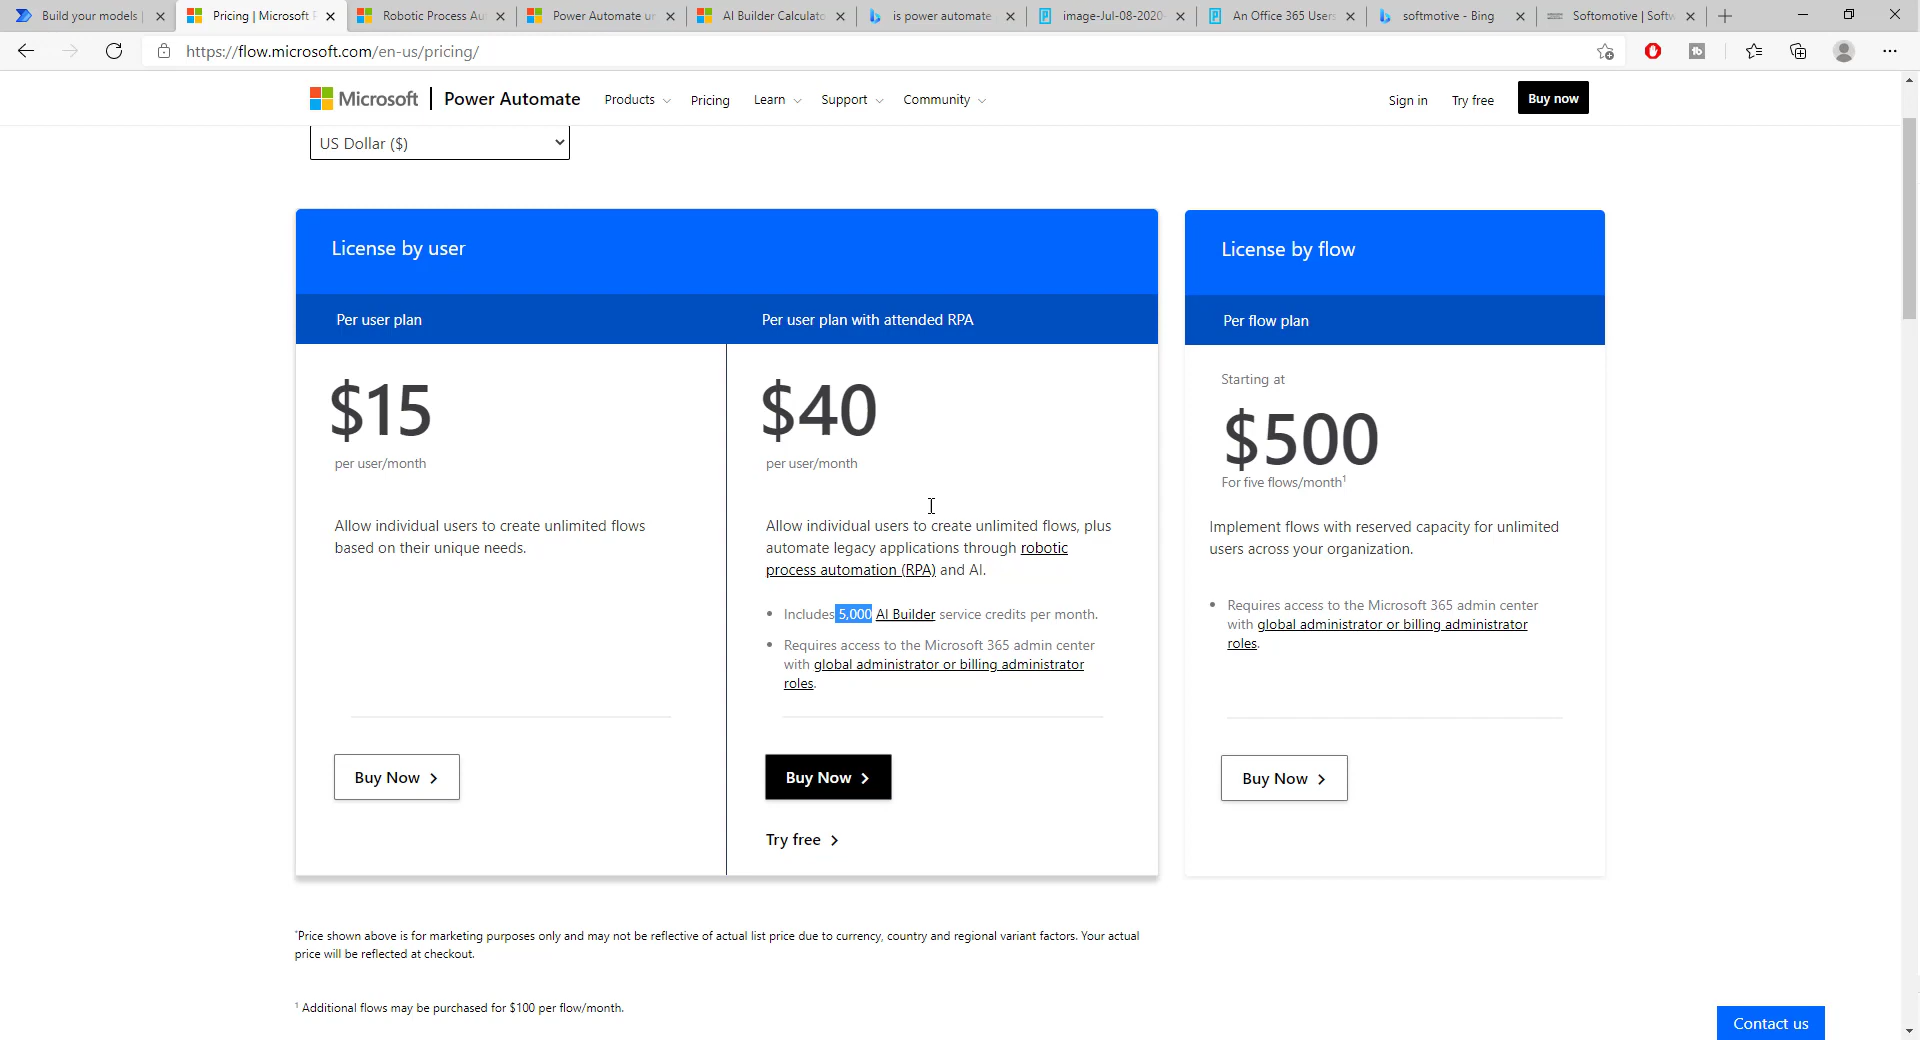 Build your models |
Pricing | Microsoft P
Robotic Process Au
Power Automate ur
AI Builder Calculato
is power automate
image-Jul-08-2020-
An Office 365 Users
softmotive - Bing
Softomotive | Softw
https://flow.microsoft.com/en-us/pricing/
Microsoft | Power Automate
Products
Pricing
Learn
Support
Community
Sign in
Try free
Buy now
US Dollar ($)
License by user
Per user plan
Per user plan with attended RPA
$15
per user/month
Allow individual users to create unlimited flows
based on their unique needs.
Buy Now
$40
per user/month
Allow individual users to create unlimited flows, plus
automate legacy applications through robotic
process automation (RPA) and AI.
• Includes 5,000 AI Builder service credits per month.
• Requires access to the Microsoft 365 admin center
with global administrator or billing administrator
roles.
Buy Now
Try free
License by flow
Per flow plan
Starting at
$500
For five flows/month¹
Implement flows with reserved capacity for unlimited
users across your organization.
• Requires access to the Microsoft 365 admin center
with global administrator or billing administrator
roles.
Buy Now
*Price shown above is for marketing purposes only and may not be reflective of actual list price due to currency, country and regional variant factors. Your actual
price will be reflected at checkout.
¹ Additional flows may be purchased for $100 per flow/month.
Contact us